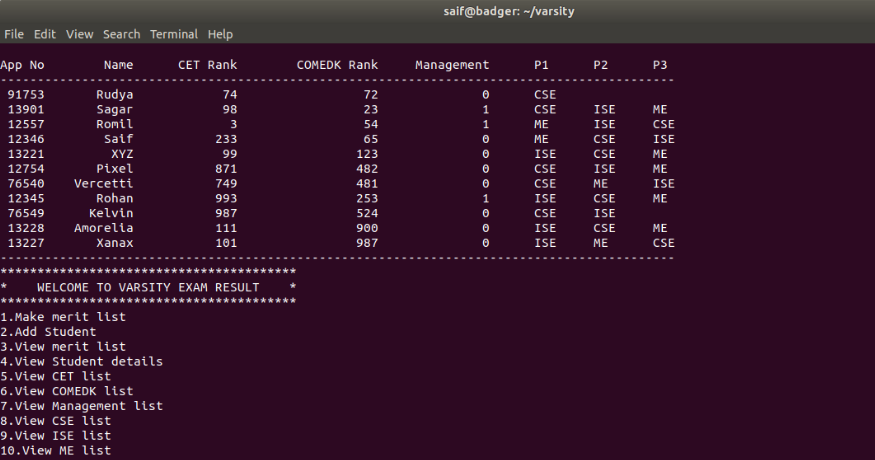 saif@badger: ~/varsity
File Edit View Search Terminal Help
App No Name CET Rank COMEDK Rank Management P1 P2 P3
-------------------------------------------------------------------------------------------
91753 Rudya 74 72 0 CSE
13901 Sagar 98 23 1 CSE ISE ME
12557 Romil 3 54 1 ME ISE CSE
12346 Saif 233 65 0 ME CSE ISE
13221 XYZ 99 123 0 ISE CSE ME
12754 Pixel 871 482 0 CSE ISE ME
76540 Vercetti 749 481 0 CSE ME ISE
12345 Rohan 993 253 1 ISE CSE ME
76549 Kelvin 987 524 0 CSE ISE
13228 Amorelia 111 900 0 ISE CSE ME
13227 Xanax 101 987 0 ISE ME CSE
-------------------------------------------------------------------------------------------
****************************************
* WELCOME TO VARSITY EXAM RESULT *
****************************************
1.Make merit list
2.Add Student
3.View merit list
4.View Student details
5.View CET list
6.View COMEDK list
7.View Management list
8.View CSE list
9.View ISE list
10.View ME list